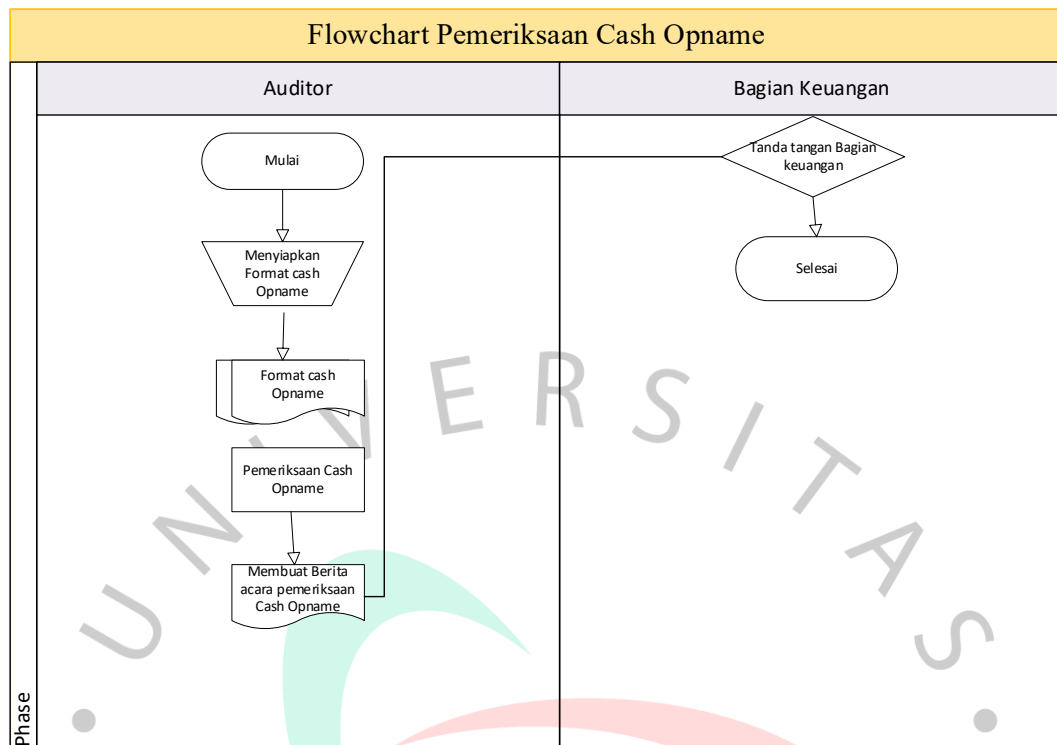 Flowchart Pemeriksaan Cash Opname
Auditor
Bagian Keuangan
Mulai
Menyiapkan
Format cash
Opname
Format cash
Opname
Pemeriksaan Cash
Opname
Membuat Berita
acara pemeriksaan
Cash Opname
Tanda tangan Bagian
keuangan
Selesai
Phase
UNIVERSITAS